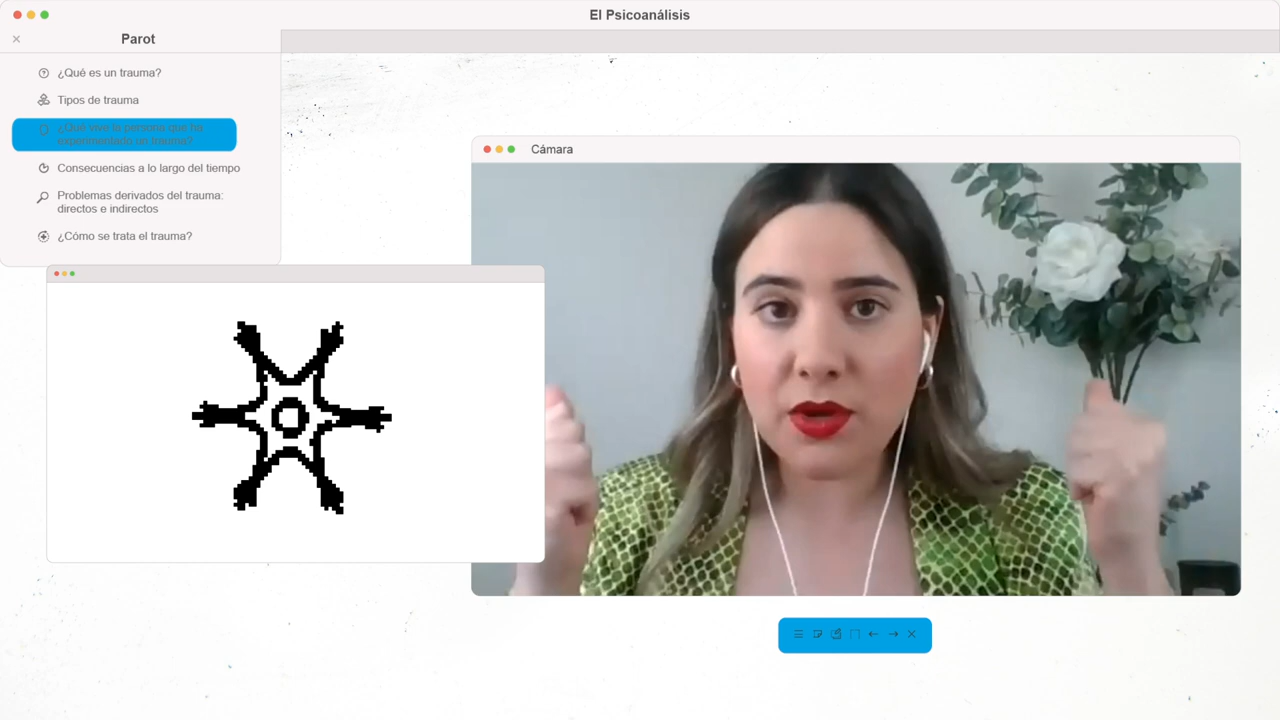 El Psicoanálisis
Parot
¿Qué es un trauma?
Tipos de trauma
¿Qué vive la persona que ha
experimentado un trauma?
Consecuencias a lo largo del tiempo
Problemas derivados del trauma:
directos e indirectos
¿Cómo se trata el trauma?
Cámara